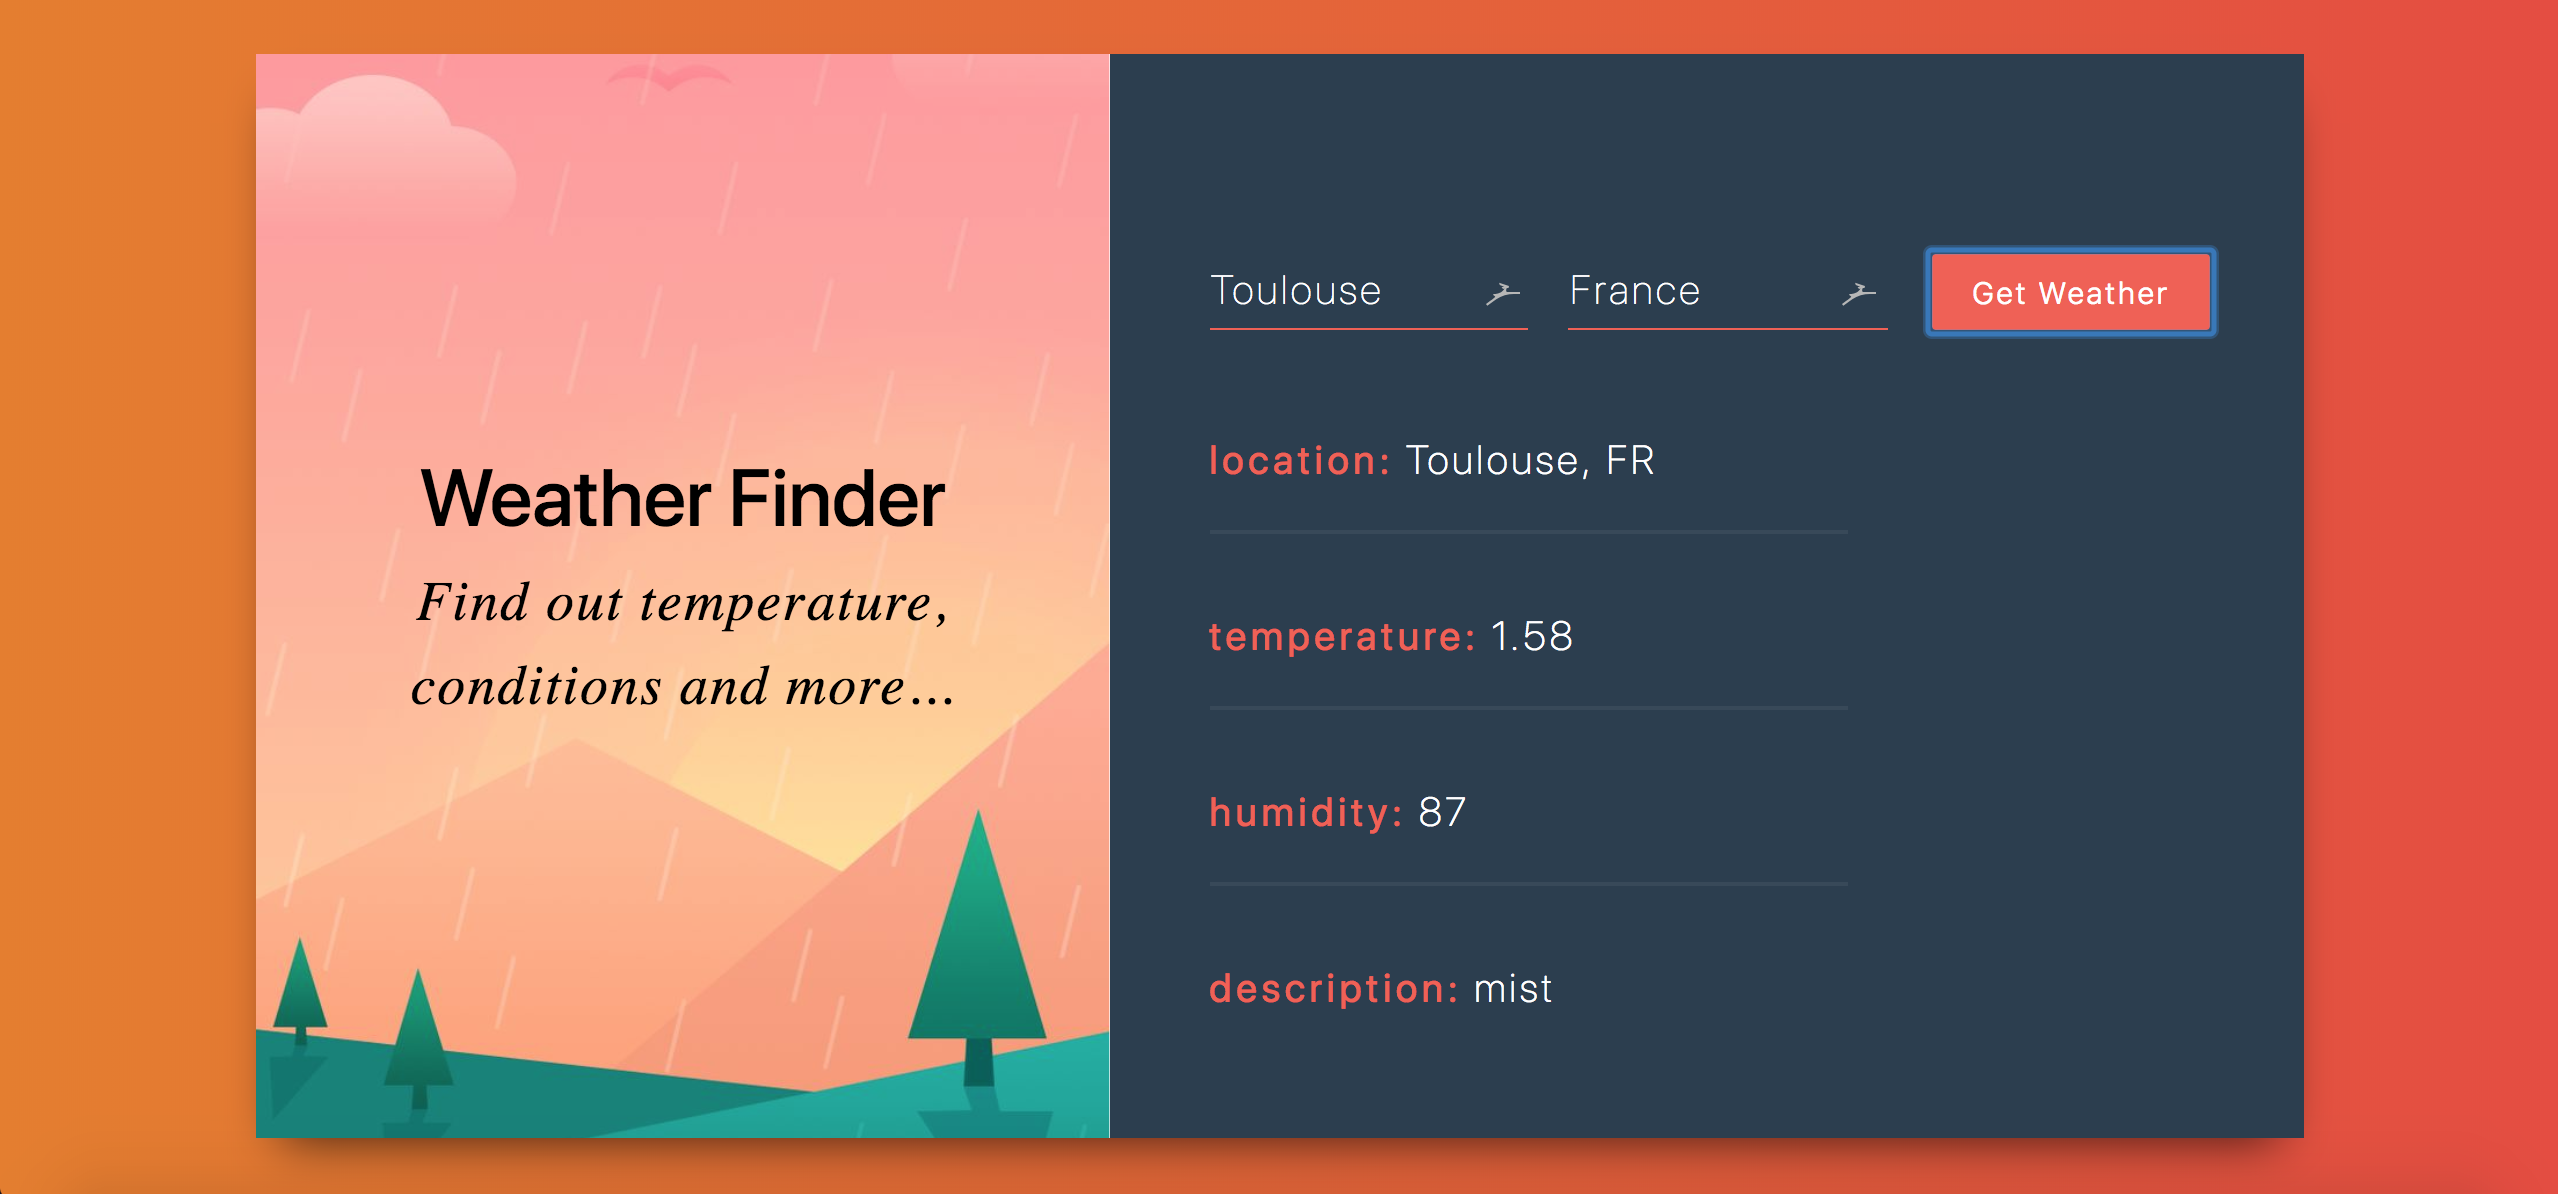 Weather Finder
Find out temperature,
conditions and more...
Toulouse
France
Get Weather
location: Toulouse, FR
temperature: 1.58
humidity: 87
description: mist